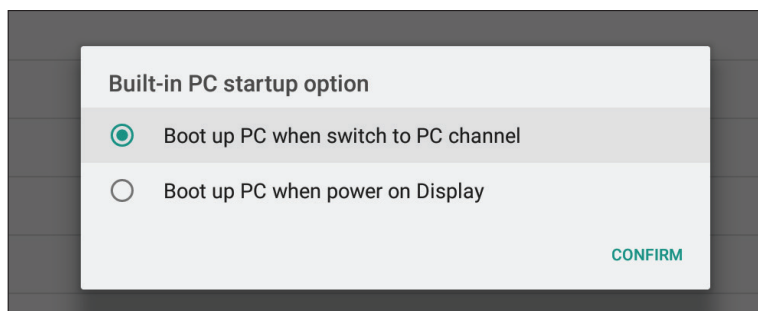 Built-in PC startup option
Boot up PC when switch to PC channel
Boot up PC when power on Display
CONFIRM